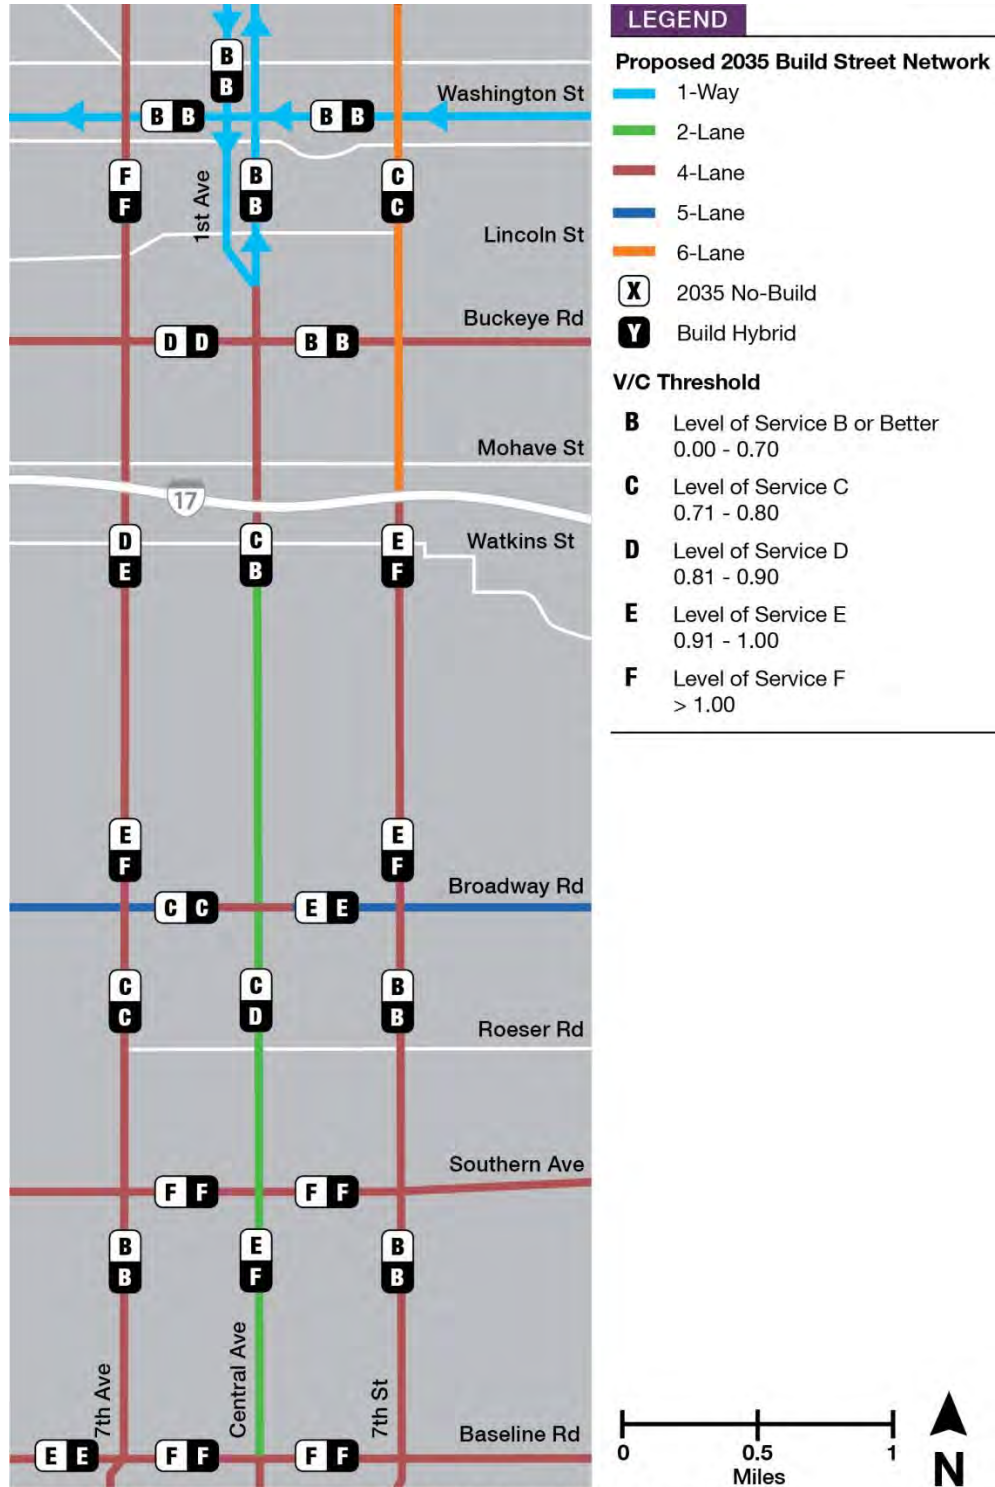 B
B
Washington St
B B
B B
F
F
1st Ave
B
B
C
C
Lincoln St
Buckeye Rd
D D
B B
Mohave St
17
Watkins St
D
E
C
B
E
F
E
F
E
F
Broadway Rd
C C
E E
C
C
C
D
B
B
Roeser Rd
Southern Ave
F F
F F
B
B
E
F
B
B
7th Ave
Central Ave
7th St
Baseline Rd
E E
F F
F F
LEGEND
Proposed 2035 Build Street Network
1-Way
2-Lane
4-Lane
5-Lane
6-Lane
X 2035 No-Build
Y Build Hybrid
V/C Threshold
B Level of Service B or Better
0.00 - 0.70
C Level of Service C
0.71 - 0.80
D Level of Service D
0.81 - 0.90
E Level of Service E
0.91 - 1.00
F Level of Service F
> 1.00
0 0.5 1
Miles
N